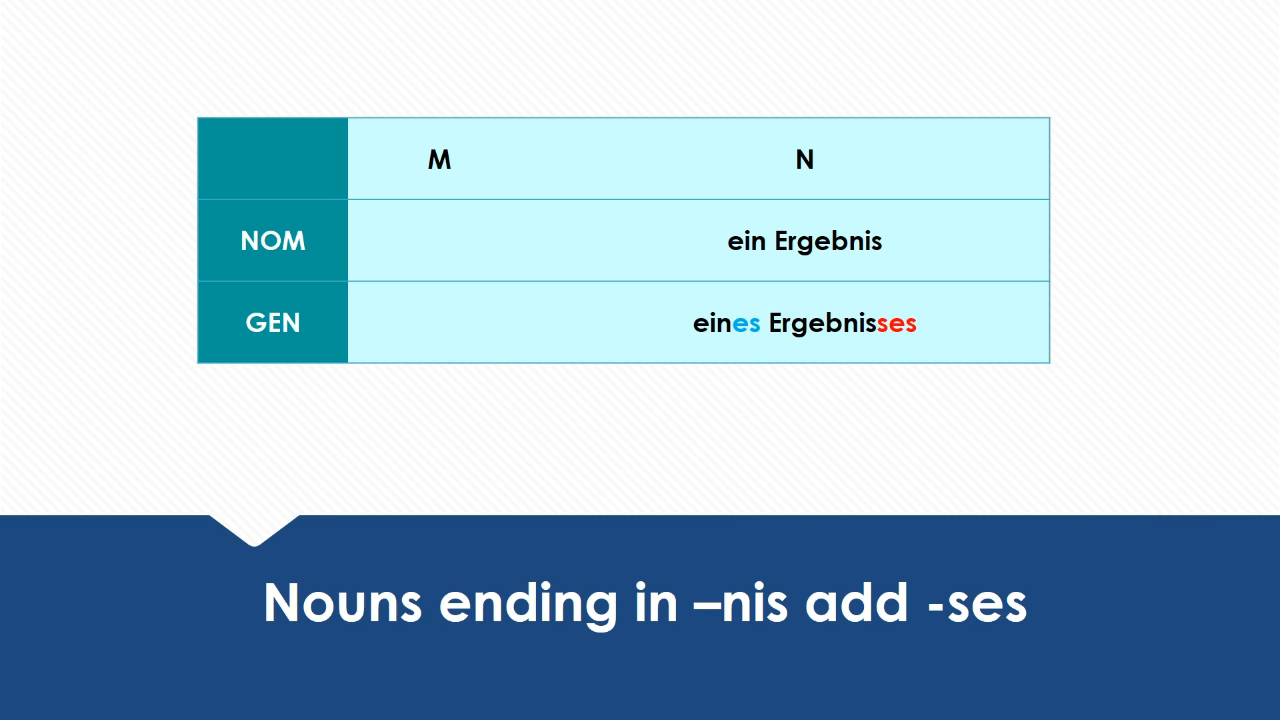 M N
NOM ein Ergebnis
GEN eines Ergebnisses
Nouns ending in –nis add -ses